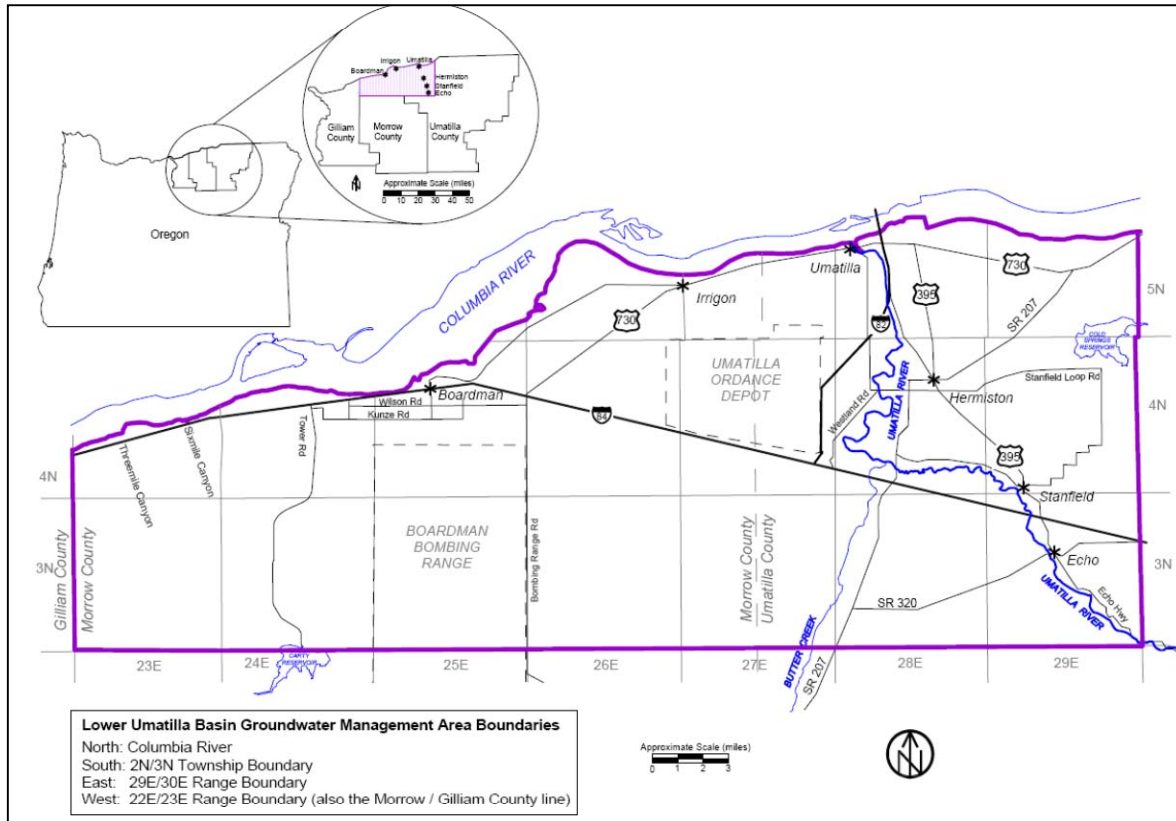 Irrigon
Umatilla
Boardman
Hermiston
Stanfield
Echo
Gilliam
County
Morrow
County
Umatilla
County
N
Approximate Scale (miles)
0 10 20 30 40 50
Oregon
COLUMBIA RIVER
Umatilla
730
5N
Irrigon
395
SR 207
730
82
COLD
SPRINGS
RESERVOIR
UMATILLA
ORDANCE
DEPOT
UMATILLA RIVER
Stanfield Loop Rd
Boardman
Hermiston
Westland Rd
Wilson Rd
Kunze Rd
84
Tower Rd
Sixmile Canyon
Threemile Canyon
4N
4N
395
Stanfield
BOARDMAN
BOMBING
RANGE
Bombing Range Rd
Gilliam County
Morrow County
Morrow County
Umatilla County
3N
3N
Echo
SR 320
Echo Hwy
UMATILLA RIVER
BUTTER CREEK
SR 207
CARTY
RESERVOIR
23E
24E
25E
26E
27E
28E
29E
Lower Umatilla Basin Groundwater Management Area Boundaries
North: Columbia River
South: 2N/3N Township Boundary
East: 29E/30E Range Boundary
West: 22E/23E Range Boundary (also the Morrow / Gilliam County line)
Approximate Scale (miles)
0 1 2 3
N